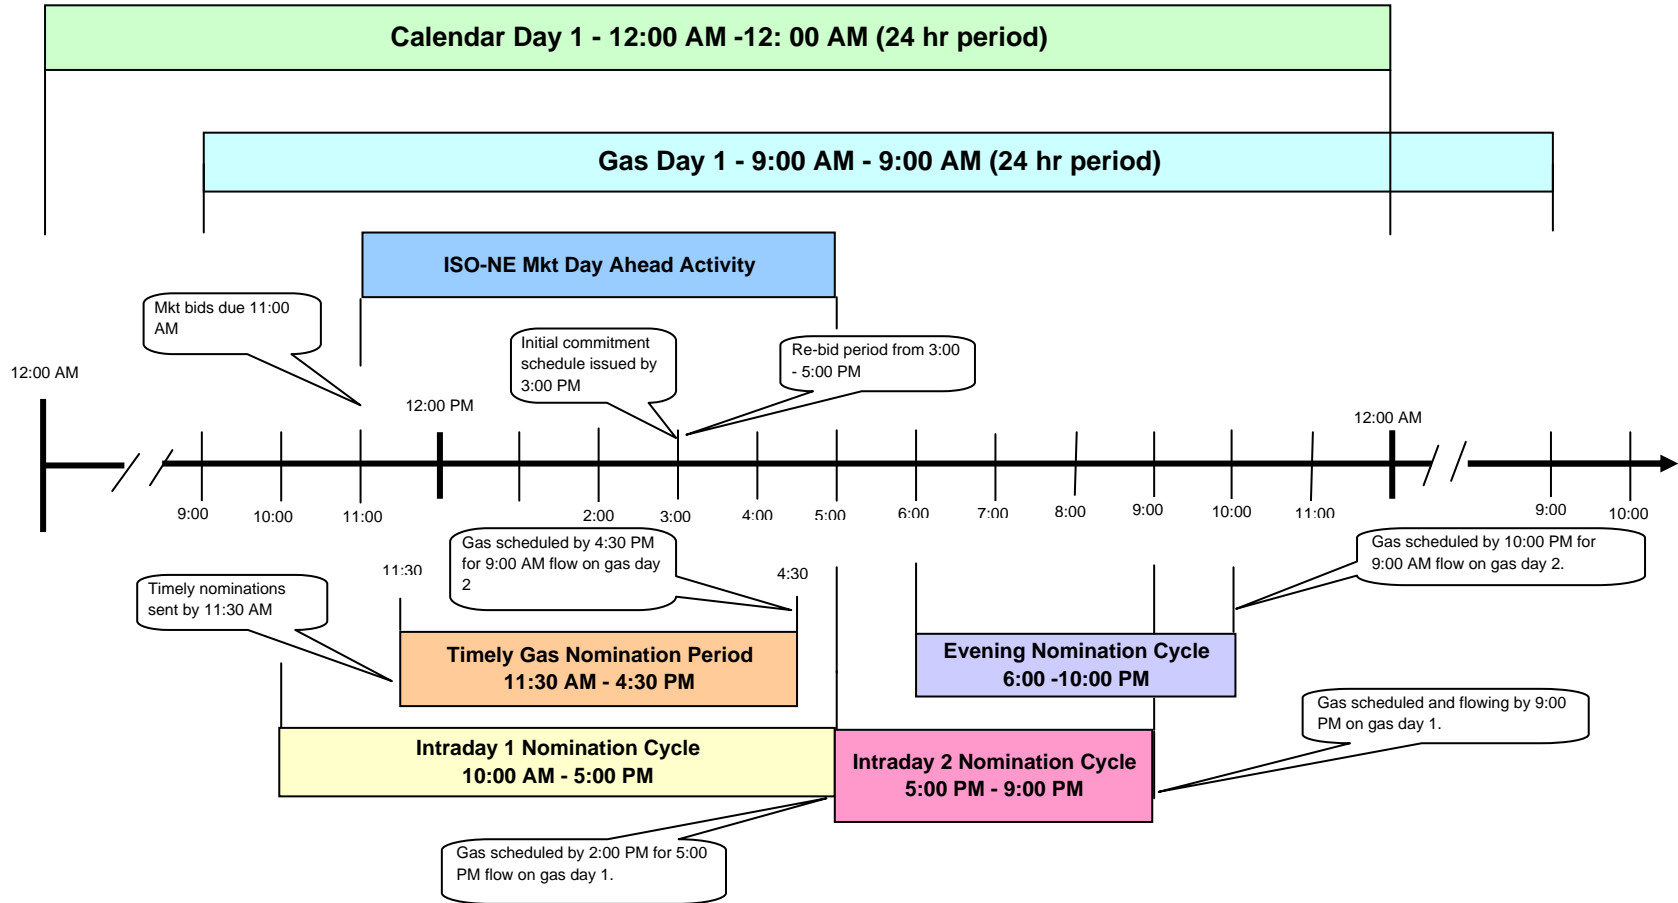 Calendar Day 1 - 12:00 AM -12: 00 AM (24 hr period)
Gas Day 1 - 9:00 AM - 9:00 AM (24 hr period)
ISO-NE Mkt Day Ahead Activity
Mkt bids due 11:00
AM
Initial commitment
schedule issued by
3:00 PM
Re-bid period from 3:00
- 5:00 PM
12:00 AM
12:00 PM
12:00 AM
9:00
10:00
11:00
2:00
3:00
4:00
5:00
6:00
7:00
8:00
9:00
10:00
11:00
9:00
10:00
Gas scheduled by 4:30 PM
for 9:00 AM flow on gas day
2
Gas scheduled by 10:00 PM for
9:00 AM flow on gas day 2.
11:30
4:30
Timely nominations
sent by 11:30 AM
Timely Gas Nomination Period
11:30 AM - 4:30 PM
Evening Nomination Cycle
6:00 -10:00 PM
Gas scheduled and flowing by 9:00
PM on gas day 1.
Intraday 1 Nomination Cycle
10:00 AM - 5:00 PM
Intraday 2 Nomination Cycle
5:00 PM - 9:00 PM
Gas scheduled by 2:00 PM for 5:00
PM flow on gas day 1.